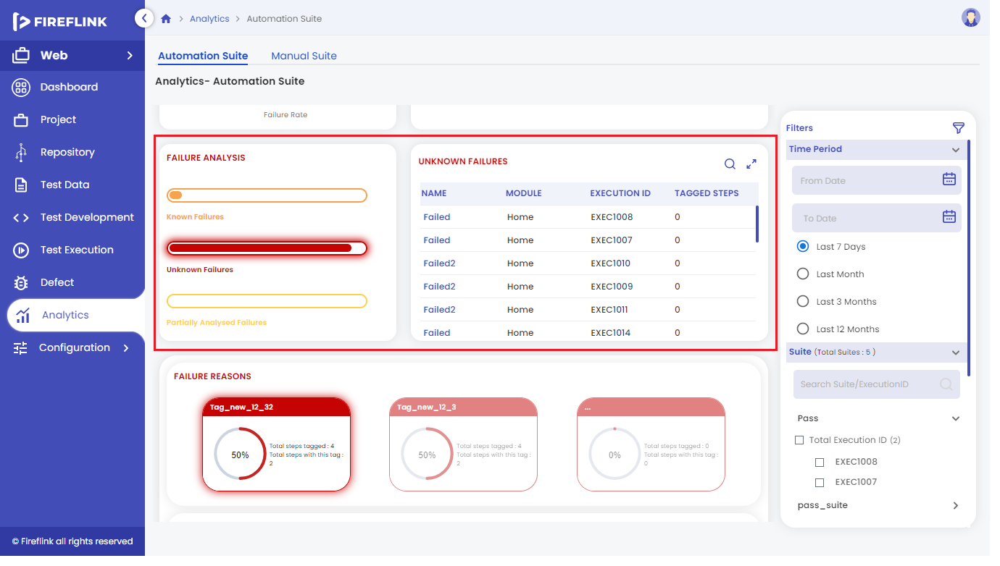 FIREFLINK
Analytics
Automation Suite
Web
Dashboard
Project
Repository
Test Data
Test Development
Test Execution
Defect
Analytics
Configuration
© Fireflink all rights reserved
Automation Suite
Manual Suite
Analytics- Automation Suite
Failure Rate
FAILURE ANALYSIS
Known Failures
Unknown Failures
Partially Analysed Failures
UNKNOWN FAILURES
NAME MODULE EXECUTION ID TAGGED STEPS
Failed Home EXEC1008 0
Failed Home EXEC1007 0
Failed2 Home EXEC1010 0
Failed2 Home EXEC1009 0
Failed2 Home EXEC1011 0
Failed Home EXEC1014 0
FAILURE REASONS
Tag_new_12_32
50%
Total steps tagged : 4
Total steps with this tag :
2
Tag_new_12_3
50%
Total steps tagged : 4
Total steps with this tag :
2
...
0%
Total steps tagged : 0
Total steps with this tag :
0
Filters
Time Period
From Date
To Date
Last 7 Days
Last Month
Last 3 Months
Last 12 Months
Suite (Total Suites : 5 )
Search Suite/ExecutionID
Pass
Total Execution ID (2)
EXEC1008
EXEC1007
pass_suite